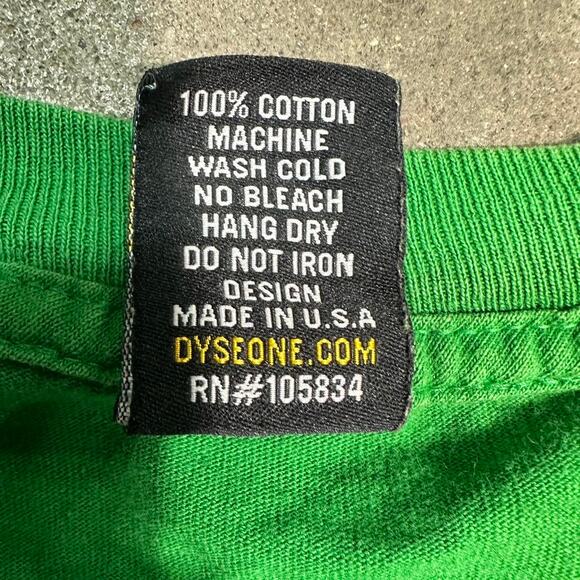 100% COTTON
MACHINE
WASH COLD
NO BLEACH
HANG DRY
DO NOT IRON
DESIGN
MADE IN U.S.A
DYSEONE.COM
RN#105834